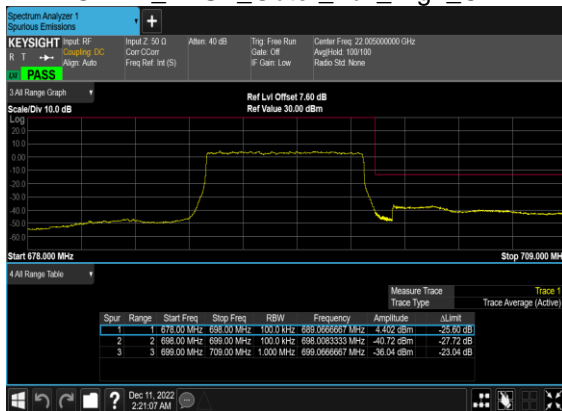 Spectrum Analyzer 1
Spurious Emissions
KEYSIGHT Input: RF Input Z: 50 Ω Atten: 40 dB Trig: Free Run Center Freq: 22.005000000 GHz
R T Coupling: DC Corr CCorr Gate: Off Avg|Hold: 100/100
Align: Auto Freq Ref: Int (S) IF Gain: Low Radio Std: None
PASS
3 All Range Graph
Ref Lvl Offset 7.60 dB
Scale/Div 10.0 dB Ref Value 30.00 dBm
Log
20.0
10.0
0.00
-10.0
-20.0
-30.0
-40.0
-50.0
-60.0
Start 678.000 MHz Stop 709.000 MH
4 All Range Table
Measure Trace Trace 1
Trace Type Trace Average (Active)
Spur Range Start Freq Stop Freq RBW Frequency Amplitude ΔLimit
1 1 678.00 MHz 698.00 MHz 100.0 kHz 689.0666667 MHz 4.402 dBm -25.60 dB
2 2 698.00 MHz 699.00 MHz 100.0 kHz 698.0083333 MHz -40.72 dBm -27.72 dB
3 3 699.00 MHz 709.00 MHz 1.000 MHz 699.0666667 MHz -36.04 dBm -23.04 dB
? Dec 11, 2022
2:21:07 AM